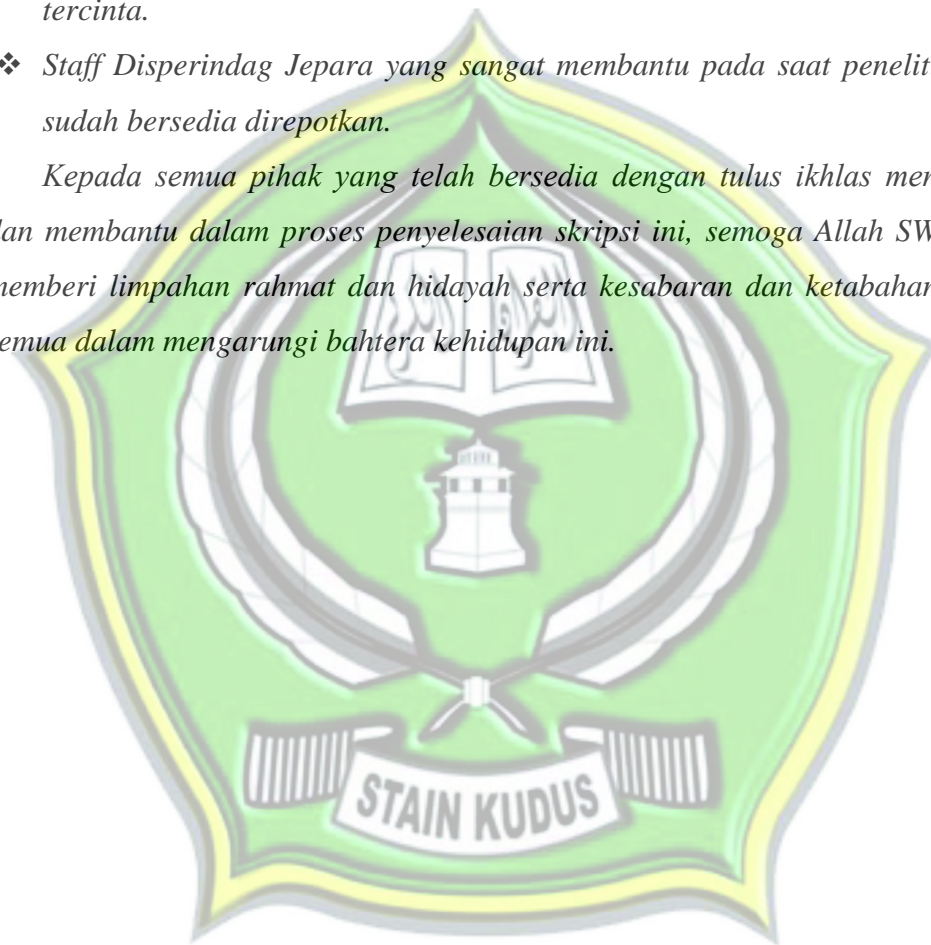 tercinta.
❖ Staff Disperindag Jepara yang sangat membantu pada saat penelit
sudah bersedia direpotkan.
Kepada semua pihak yang telah bersedia dengan tulus ikhlas mer
dan membantu dalam proses penyelesaian skripsi ini, semoga Allah SW
memberi limpahan rahmat dan hidayah serta kesabaran dan ketabahan
semua dalam mengarungi bahtera kehidupan ini.
STAIN KUDUS